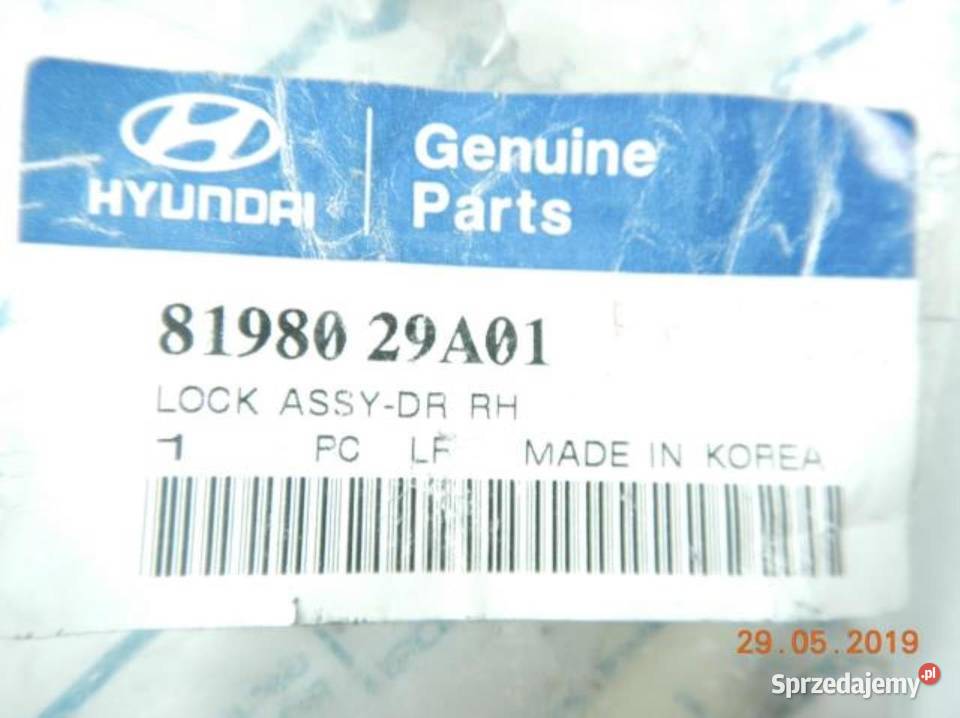 HYUNDAI
Genuine
Parts
81980 29A01
LOCK ASSY-DR RH
1 PC LF MADE IN KOREA
29.05.2019
Sprzedajemy.pl